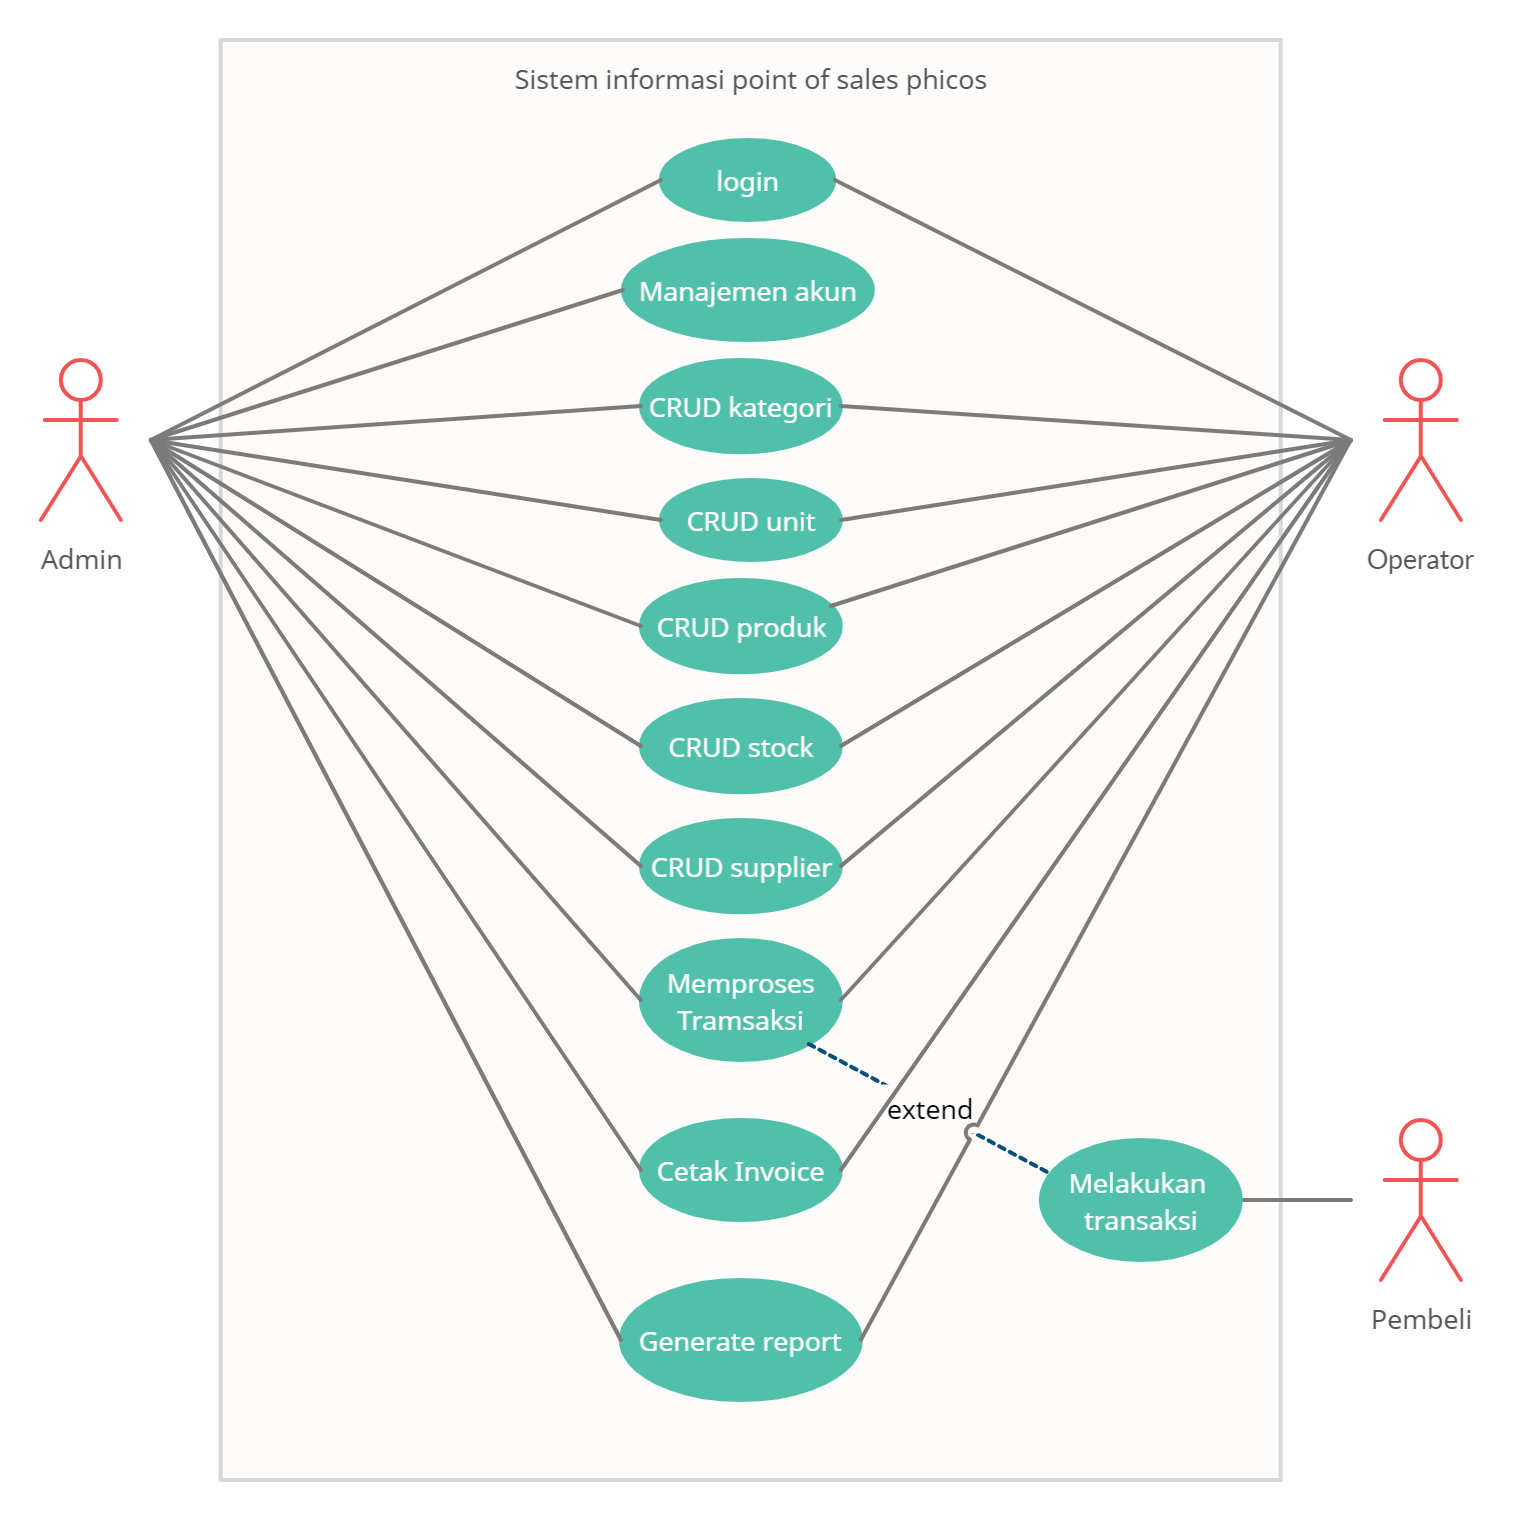 Sistem informasi point of sales phicos
login
Manajemen akun
CRUD kategori
CRUD unit
Admin
Operator
CRUD produk
CRUD stock
CRUD supplier
Memproses
Tramsaksi
extend
Cetak Invoice
Melakukan
transaksi
Pembeli
Generate report